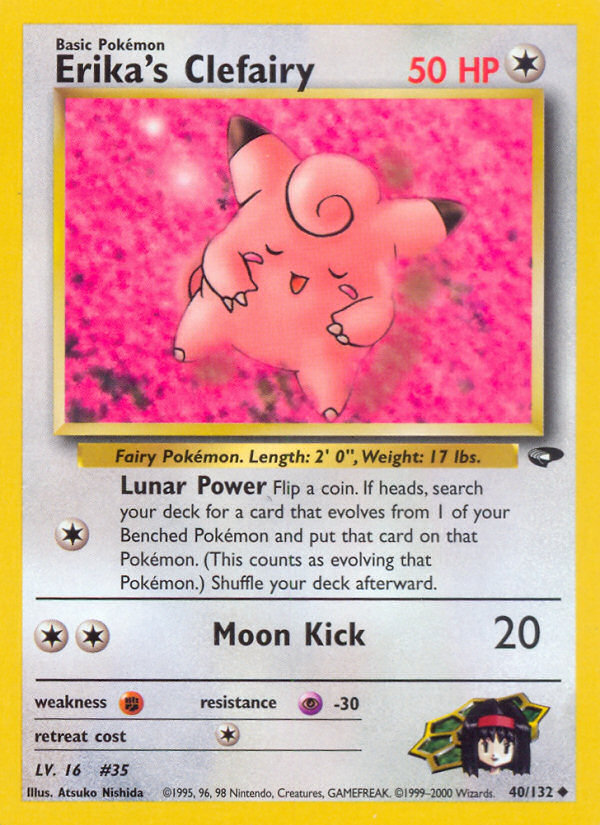 Basic Pokémon
Erika's Clefairy
50 HP
Fairy Pokémon. Length: 2' 0", Weight: 17 lbs.
Lunar Power Flip a coin. If heads, search
your deck for a card that evolves from 1 of your
Benched Pokémon and put that card on that
Pokémon. (This counts as evolving that
Pokémon.) Shuffle your deck afterward.
Moon Kick 20
weakness resistance -30
retreat cost
LV. 16 #35
Illus. Atsuko Nishida ©1995, 96, 98 Nintendo, Creatures, GAMEFREAK. ©1999-2000 Wizards. 40/132